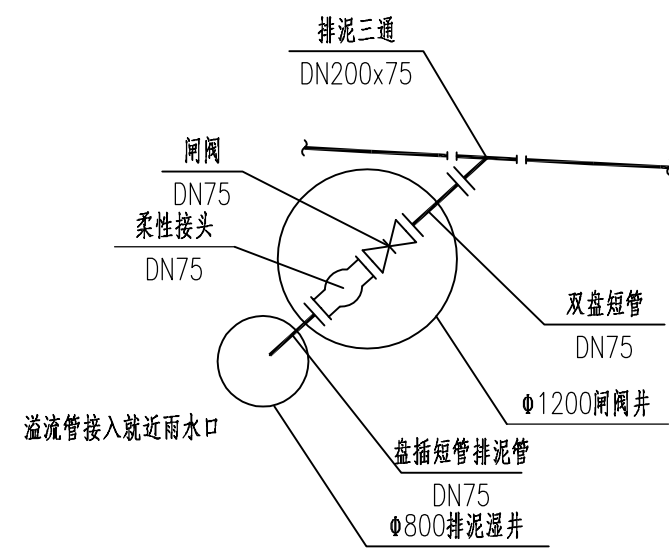 排泥三通
DN200x75
闸阀
DN75
柔性接头
DN75
双盘短管
DN75
Φ1200闸阀井
溢流管接入就近雨水口
盘插短管排泥管
DN75
Φ800排泥湿井